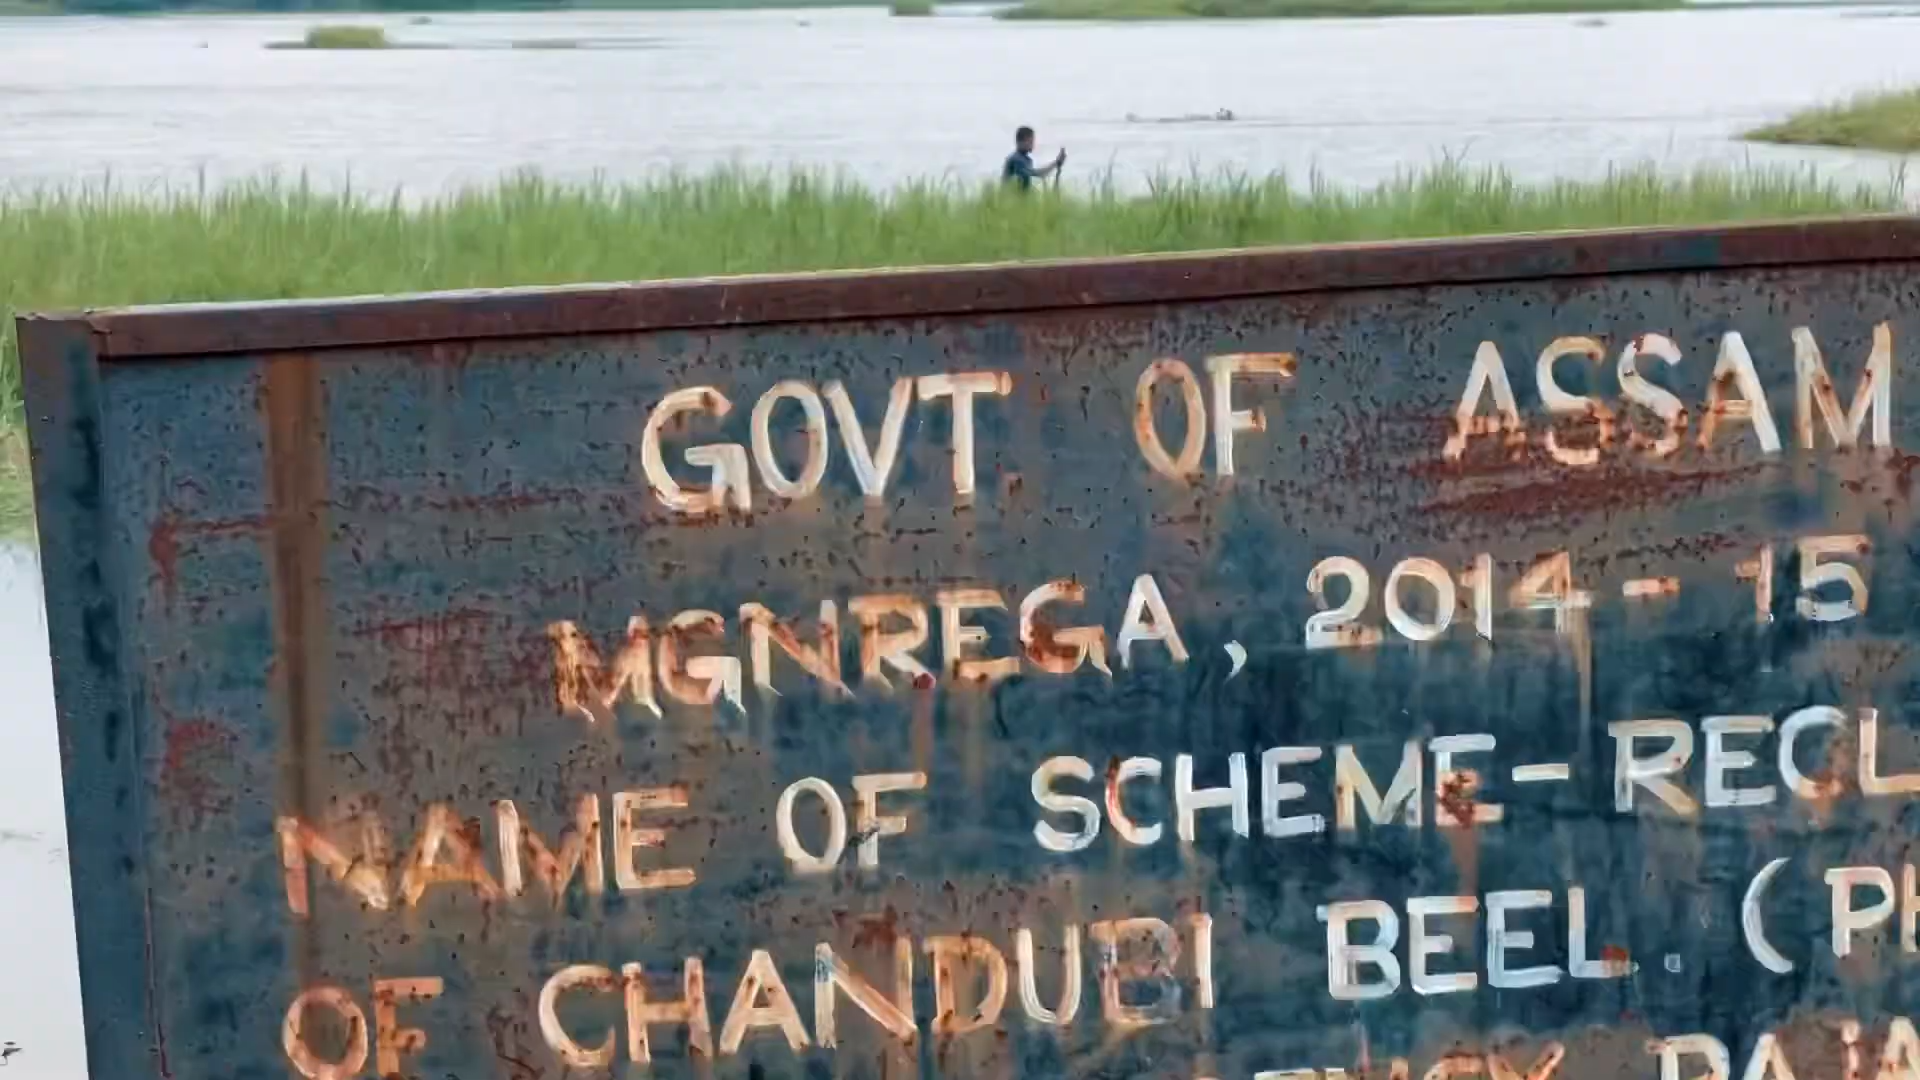 GOVT. OF ASSAM
MGNREGA, 2014-15
NAME OF SCHEME-RECL
OF CHANDUBI BEEL. (PH